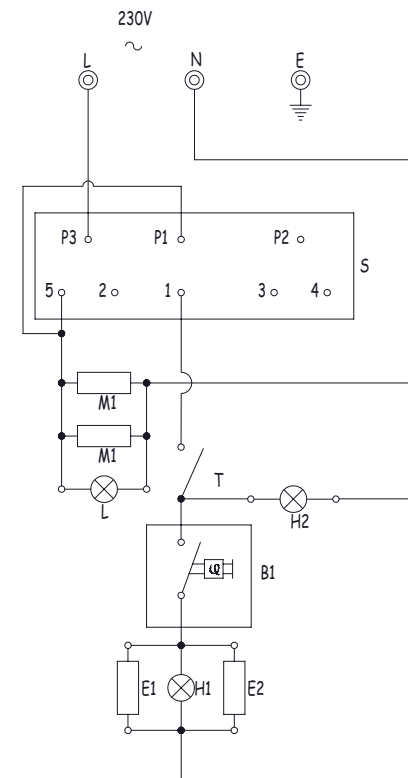 230V
~
L N E
P3 P1 P2
S
5 2 1 3 4
M1
M1
L
T
H2
φ
B1
E1 H1 E2